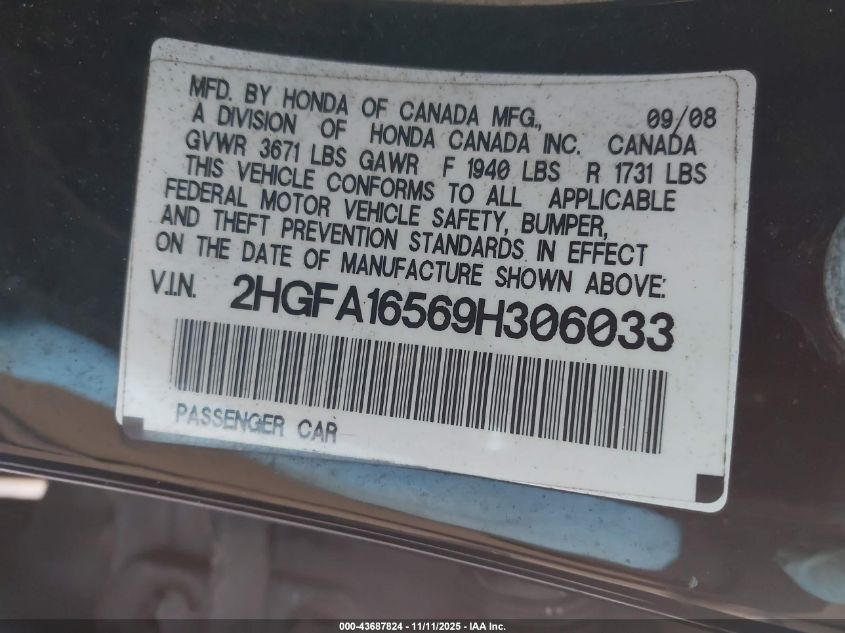 MFD. BY HONDA OF CANADA MFG., 09/08
A DIVISION OF HONDA CANADA INC. CANADA
GVWR 3671 LBS GAWR F 1940 LBS R 1731 LBS
THIS VEHICLE CONFORMS TO ALL APPLICABLE
FEDERAL MOTOR VEHICLE SAFETY, BUMPER,
AND THEFT PREVENTION STANDARDS IN EFFECT
ON THE DATE OF MANUFACTURE SHOWN ABOVE:
V.I.N. 2HGFA16569H306033
PASSENGER CAR
000-43687824 - 11/11/2025 - IAA Inc.